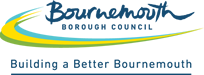 Bournemouth
BOROUGH COUNCIL
Building a Better Bournemouth